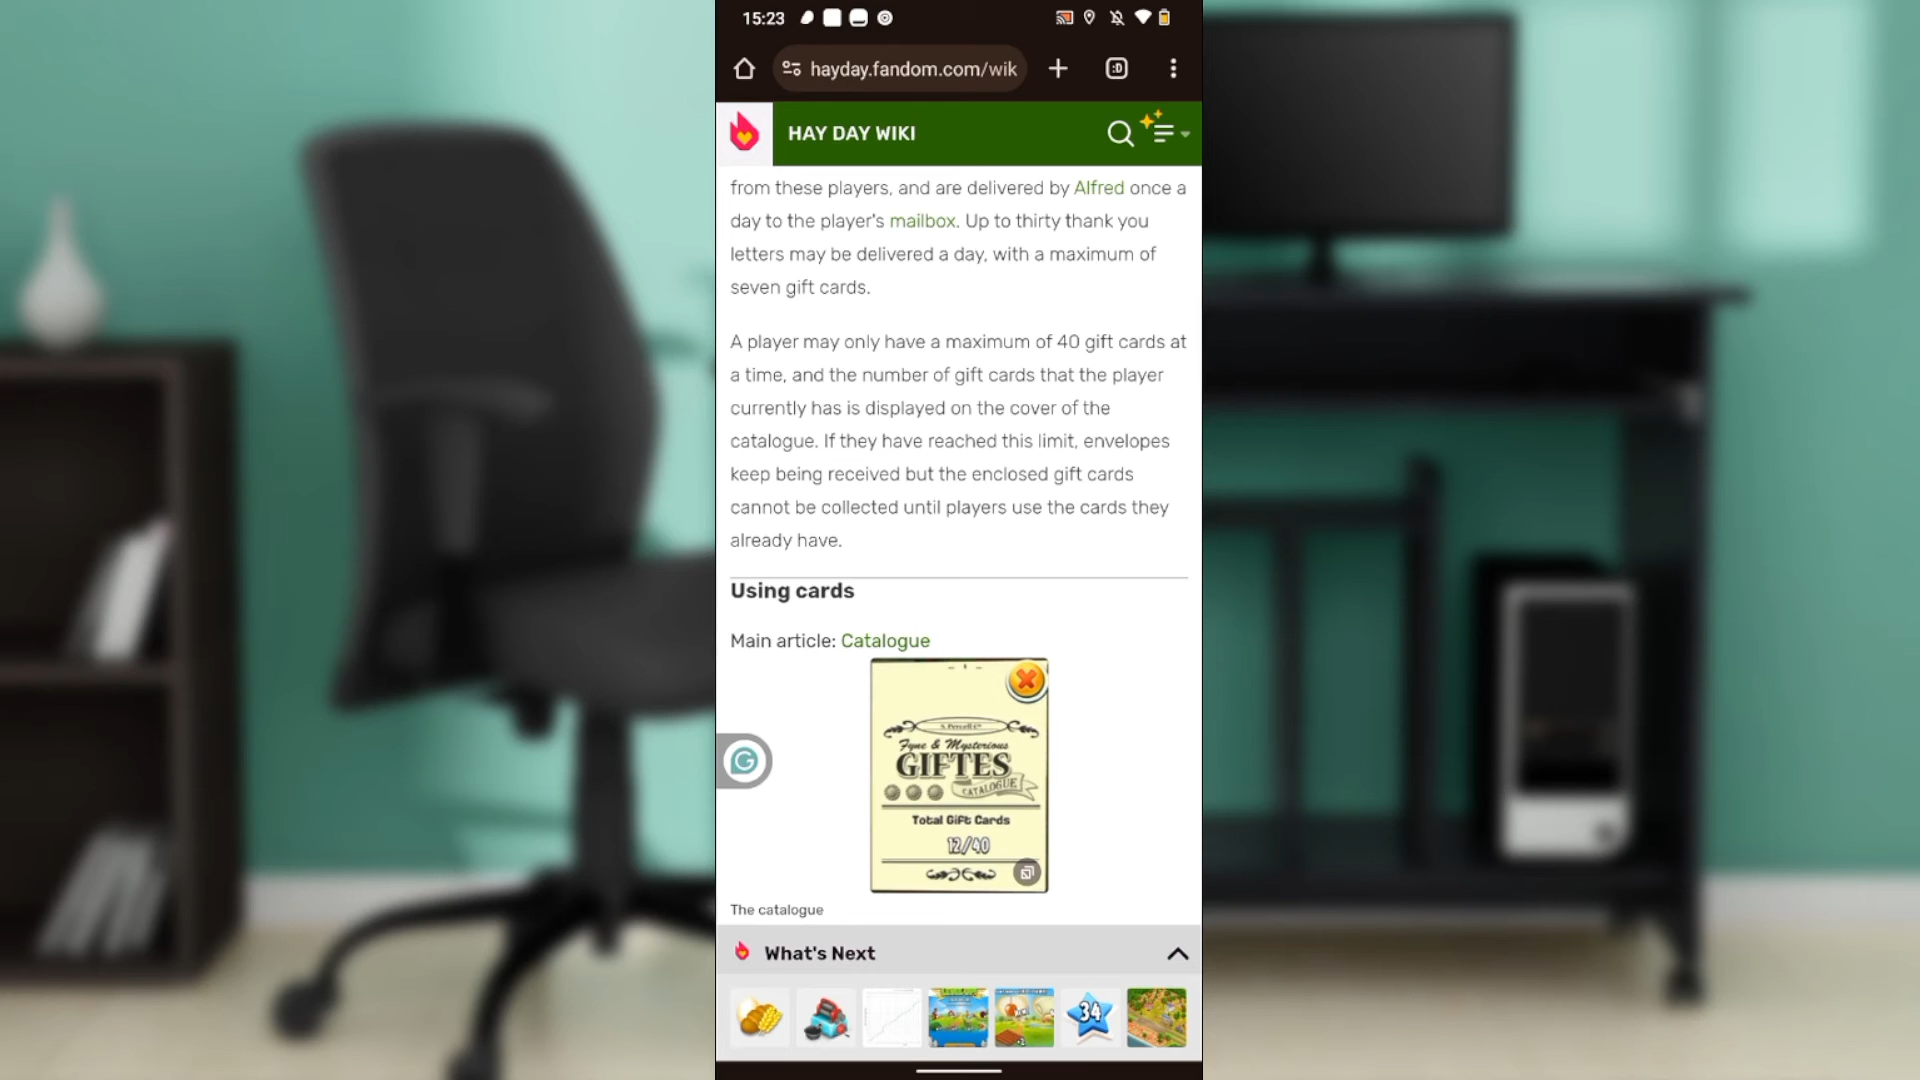 15:23
hayday.fandom.com/wik
HAY DAY WIKI
from these players, and are delivered by Alfred once a
day to the player's mailbox. Up to thirty thank you
letters may be delivered a day, with a maximum of
seven gift cards.
A player may only have a maximum of 40 gift cards at
a time, and the number of gift cards that the player
currently has is displayed on the cover of the
catalogue. If they have reached this limit, envelopes
keep being received but the enclosed gift cards
cannot be collected until players use the cards they
already have.
Using cards
Main article: Catalogue
Fyne & Mysterious
GIFTES
CATALOGUE
Total Gift Cards
12/40
The catalogue
What's Next
34